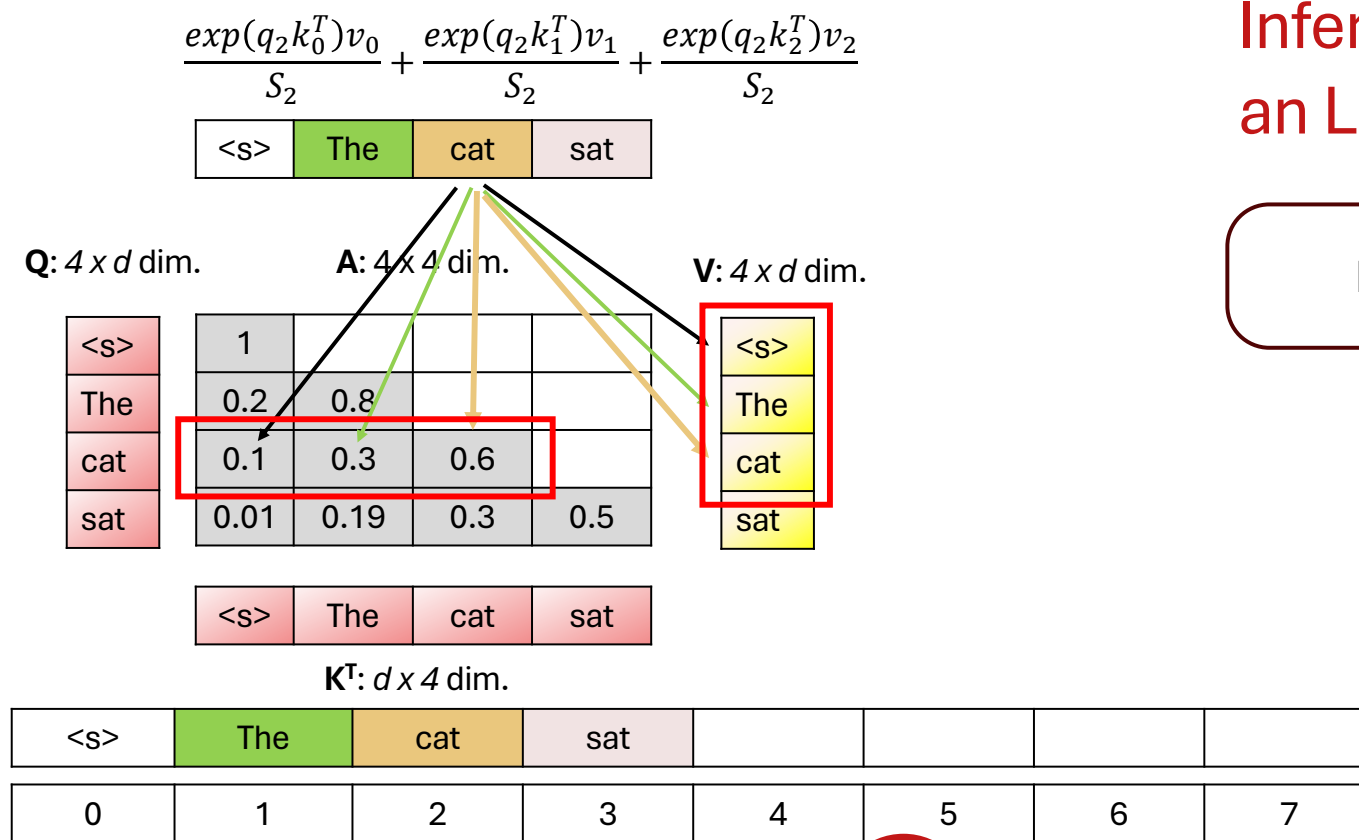 exp(q₂k₀ᵀ)v₀ / S₂ + exp(q₂k₁ᵀ)v₁ / S₂ + exp(q₂k₂ᵀ)v₂ / S₂
Infer
an L
<s> The cat sat
Q: 4 x d dim.
A: 4 x 4 dim.
V: 4 x d dim.
<s> 1 <s>
The 0.2 0.8 The
cat 0.1 0.3 0.6 cat
sat 0.01 0.19 0.3 0.5 sat
<s> The cat sat
Kᵀ: d x 4 dim.
<s> The cat sat
0 1 2 3 4 5 6 7